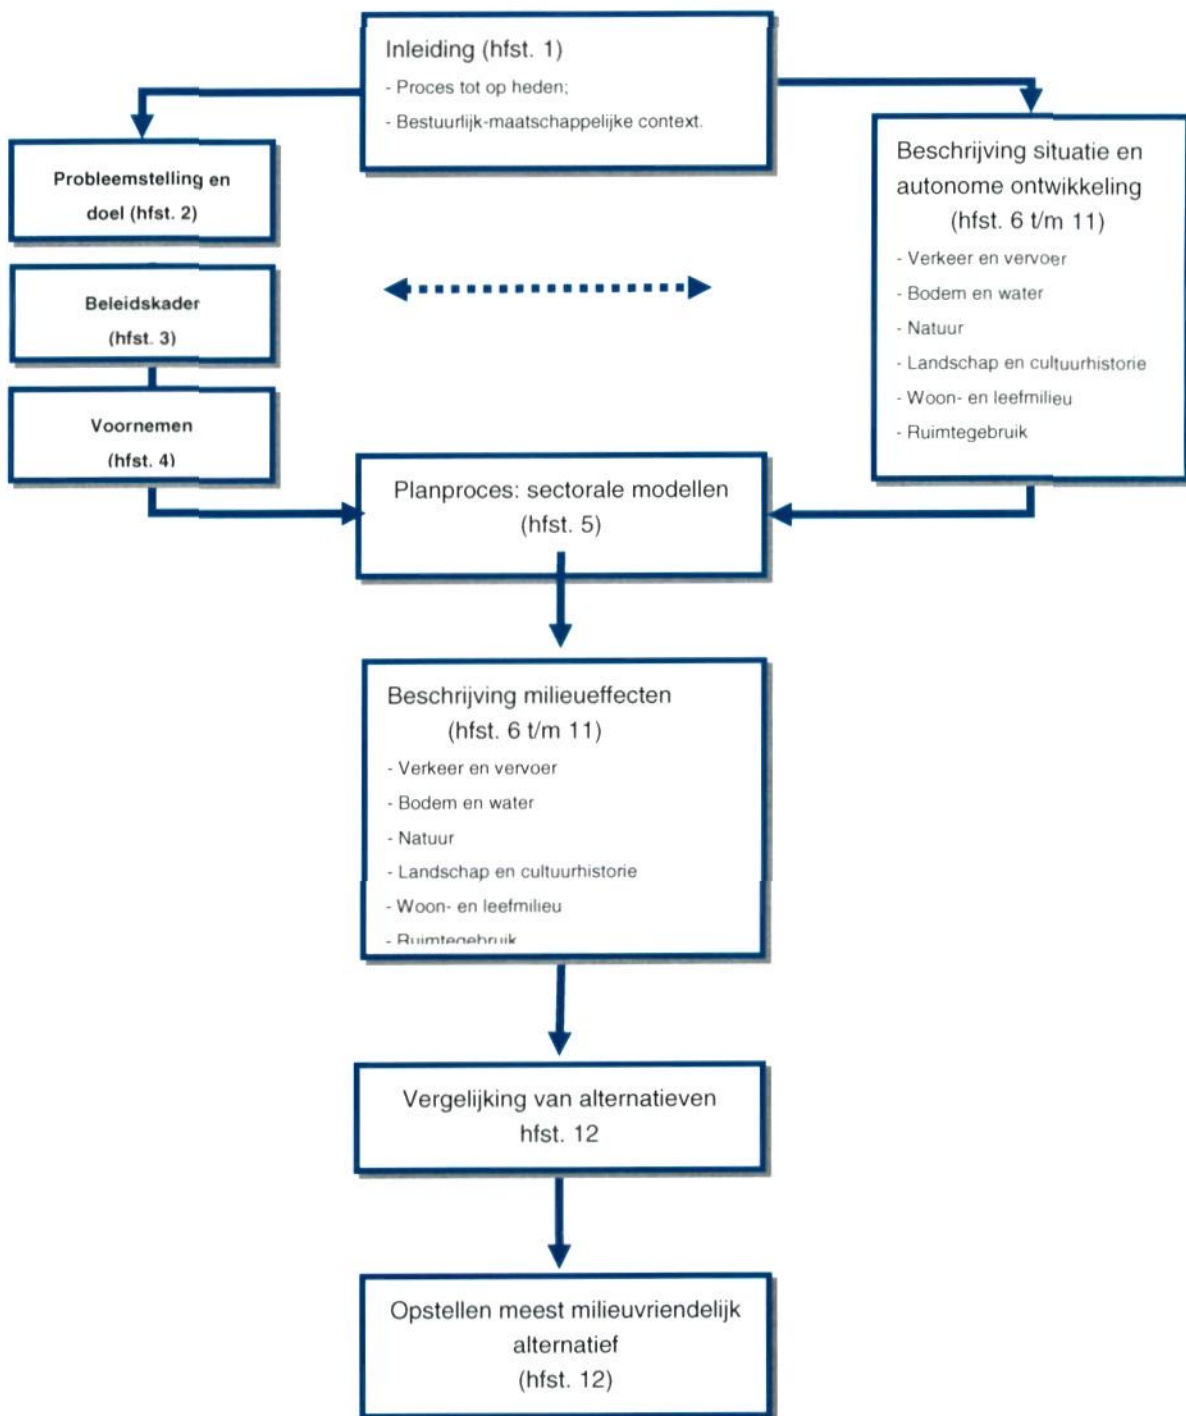 Inleiding (hfst. 1)
- Proces tot op heden;
- Bestuurlijk-maatschappelijke context.
Probleemstelling en
doel (hfst. 2)
Beleidskader
(hfst. 3)
Voornemen
(hfst. 4)
Beschrijving situatie en
autonome ontwikkeling
(hfst. 6 t/m 11)
- Verkeer en vervoer
- Bodem en water
- Natuur
- Landschap en cultuurhistorie
- Woon- en leefmilieu
- Ruimtegebruik
Planproces: sectorale modellen
(hfst. 5)
Beschrijving milieueffecten
(hfst. 6 t/m 11)
- Verkeer en vervoer
- Bodem en water
- Natuur
- Landschap en cultuurhistorie
- Woon- en leefmilieu
- Ruimtegebruik
Vergelijking van alternatieven
hfst. 12
Opstellen meest milieuvriendelijk
alternatief
(hfst. 12)